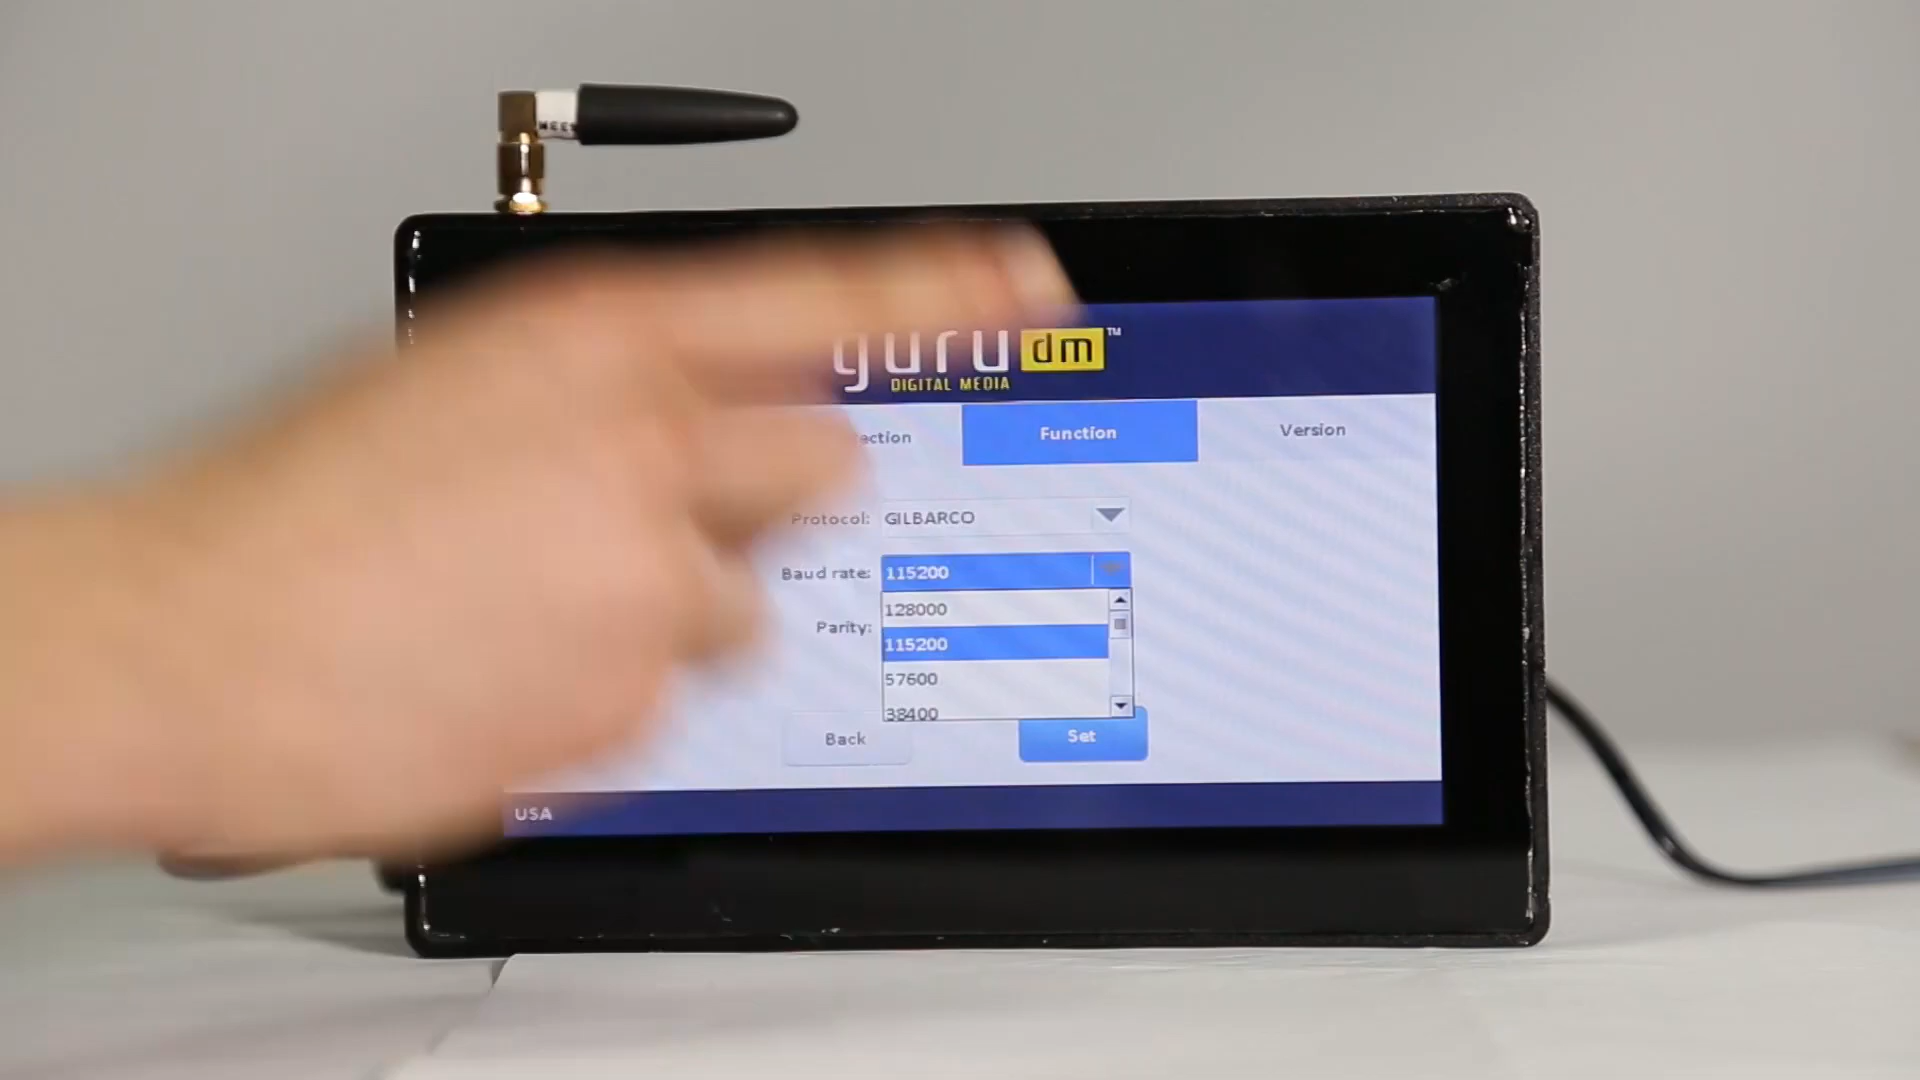 guru dm™
DIGITAL MEDIA
Function
Version
Protocol: GILBARCO
Baud rate: 115200
128000
115200
57600
38400
Parity:
Back
Set
USA